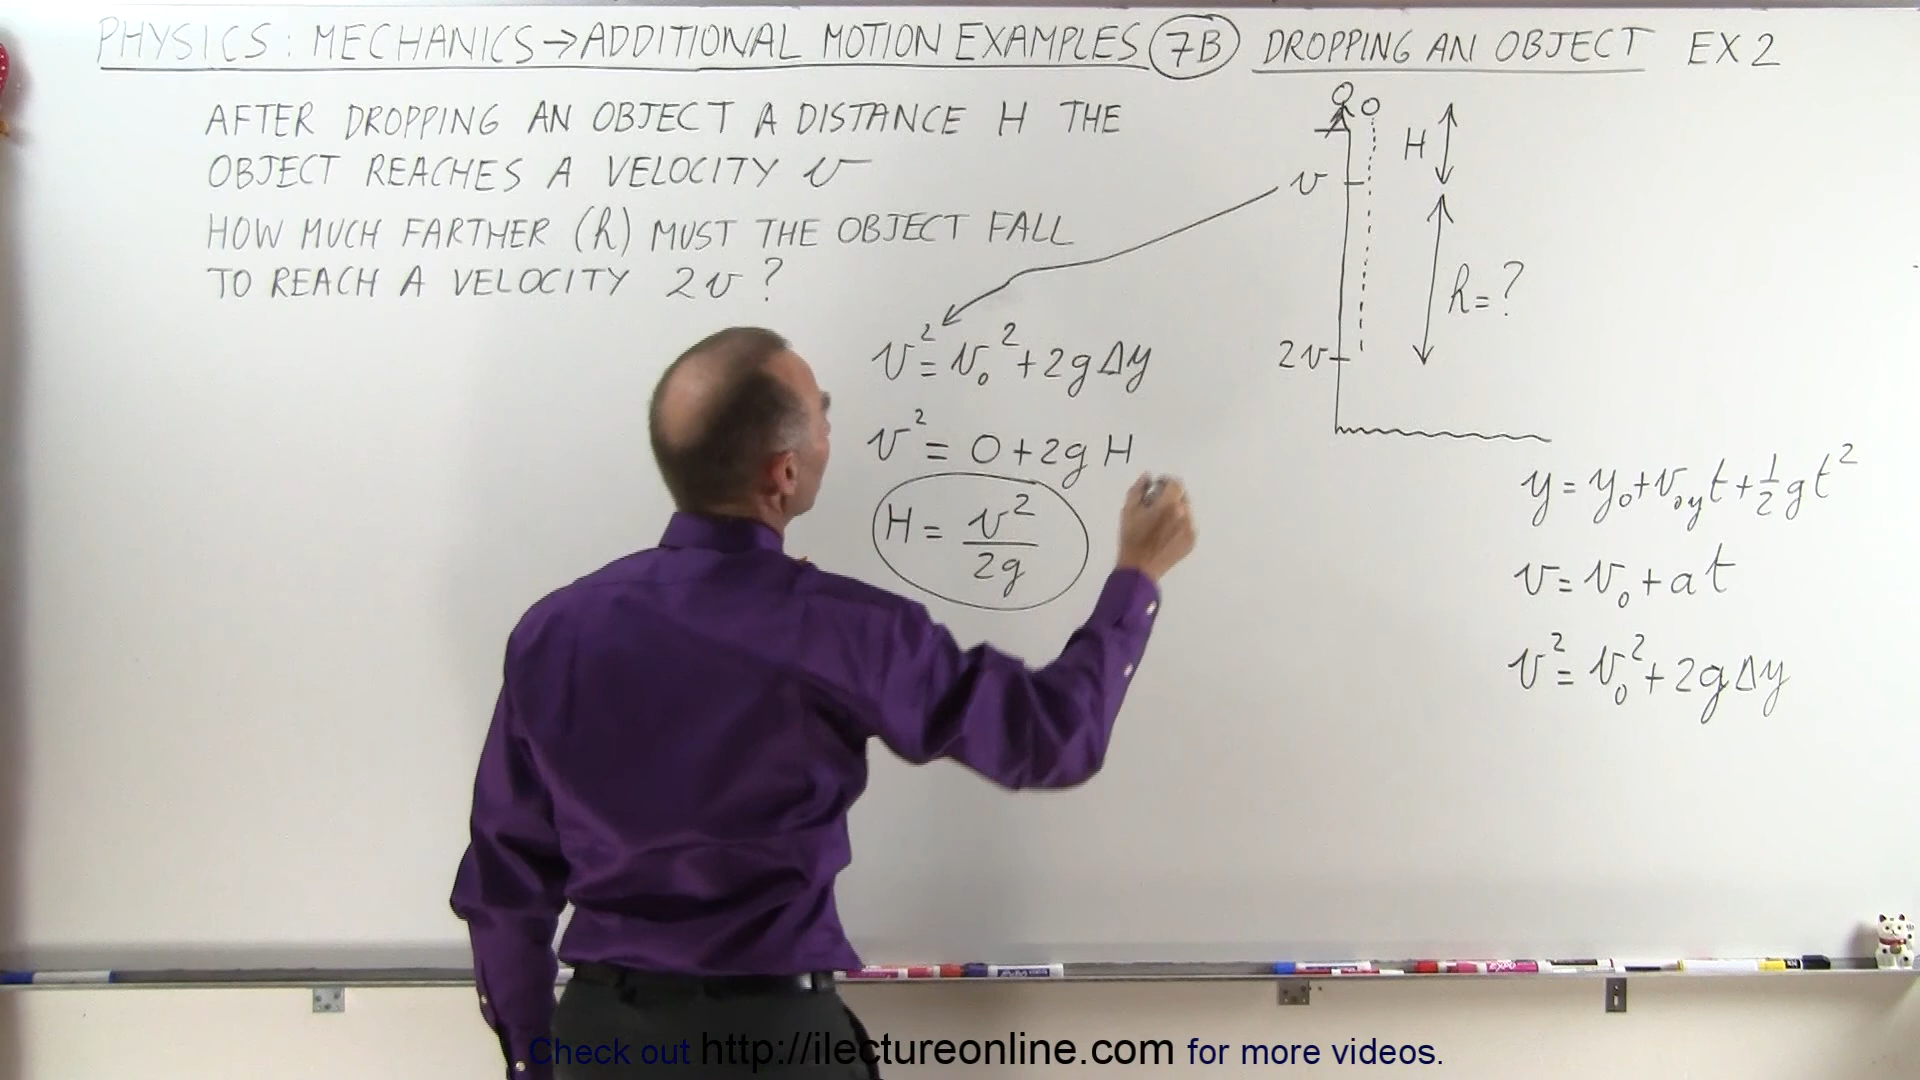 PHYSICS: MECHANICS→ADDITIONAL MOTION EXAMPLES 7B DROPPING AN OBJECT EX 2
AFTER DROPPING AN OBJECT A DISTANCE H THE
OBJECT REACHES A VELOCITY v
HOW MUCH FARTHER (h) MUST THE OBJECT FALL
TO REACH A VELOCITY 2v?
H
v
h=?
2v
v²=v₀²+2gΔy
v²=0+2gH
H=v²/2g
y=y₀+v₀yt+½gt²
v=v₀+at
v²=v₀²+2gΔy
Check out http://ilectureonline.com for more videos.